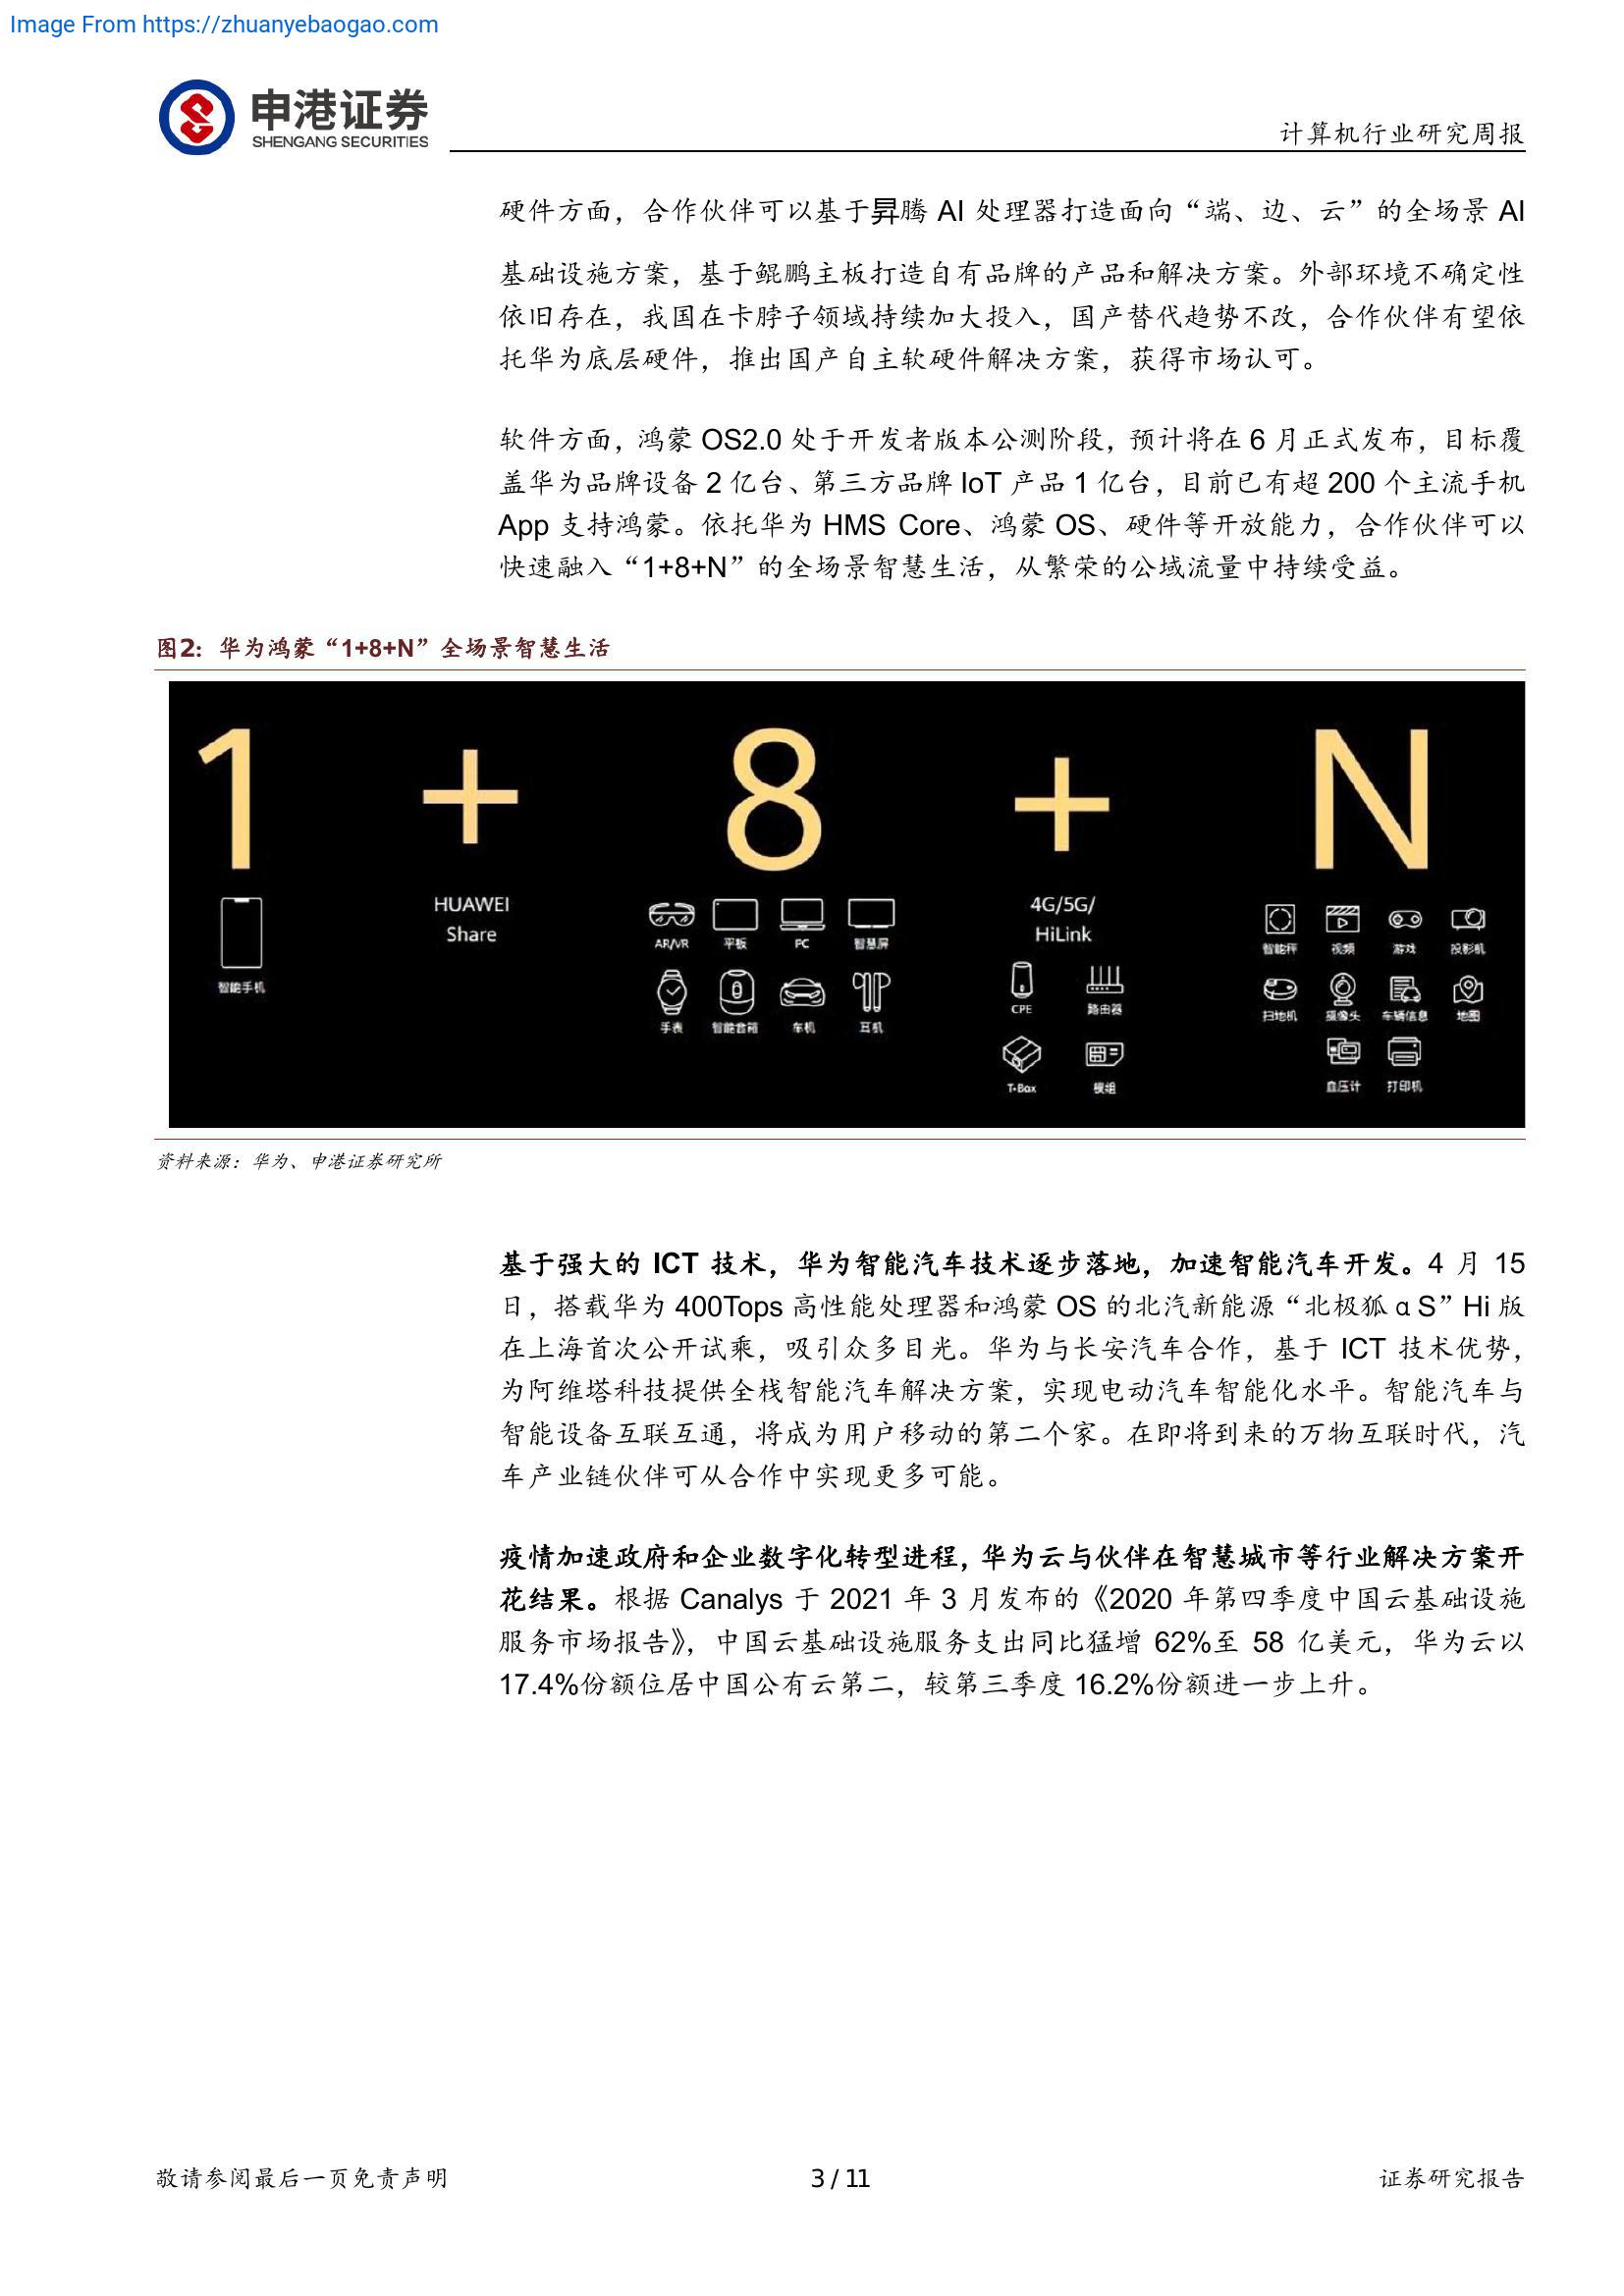 Image From https://zhuanyebaogao.com
申港证券
SHENGANG SECURITIES
计算机行业研究周报
硬件方面，合作伙伴可以基于昇腾 AI 处理器打造面向“端、边、云”的全场景 AI
基础设施方案，基于鲲鹏主板打造自有品牌的产品和解决方案。外部环境不确定性
依旧存在，我国在卡脖子领域持续加大投入，国产替代趋势不改，合作伙伴有望依
托华为底层硬件，推出国产自主软硬件解决方案，获得市场认可。
软件方面，鸿蒙 OS2.0 处于开发者版本公测阶段，预计将在 6 月正式发布，目标覆
盖华为品牌设备 2 亿台、第三方品牌 IoT 产品 1 亿台，目前已有超 200 个主流手机
App 支持鸿蒙。依托华为 HMS Core、鸿蒙 OS、硬件等开放能力，合作伙伴可以
快速融入“1+8+N”的全场景智慧生活，从繁荣的公域流量中持续受益。
图2：华为鸿蒙“1+8+N”全场景智慧生活
1 + 8 + N
智能手机
HUAWEI
Share
AR/VR 平板 PC 智慧屏
手表 智能音箱 车机 耳机
4G/5G/
HiLink
CPE 路由器
T-Box 模组
智能秤 视频 游戏 投影机
扫地机 摄像头 车辆信息 地图
血压计 打印机
资料来源：华为、申港证券研究所
基于强大的 ICT 技术，华为智能汽车技术逐步落地，加速智能汽车开发。4 月 15
日，搭载华为 400Tops 高性能处理器和鸿蒙 OS 的北汽新能源“北极狐αS”Hi 版
在上海首次公开试乘，吸引众多目光。华为与长安汽车合作，基于 ICT 技术优势，
为阿维塔科技提供全栈智能汽车解决方案，实现电动汽车智能化水平。智能汽车与
智能设备互联互通，将成为用户移动的第二个家。在即将到来的万物互联时代，汽
车产业链伙伴可从合作中实现更多可能。
疫情加速政府和企业数字化转型进程，华为云与伙伴在智慧城市等行业解决方案开
花结果。根据 Canalys 于 2021 年 3 月发布的《2020 年第四季度中国云基础设施
服务市场报告》，中国云基础设施服务支出同比猛增 62%至 58 亿美元，华为云以
17.4%份额位居中国公有云第二，较第三季度 16.2%份额进一步上升。
敬请参阅最后一页免责声明
3 / 11
证券研究报告